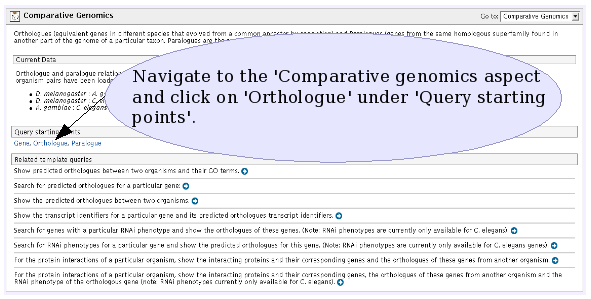 Comparative Genomics
Go to: Comparative Genomics
Orthologues (equivalent genes in different species that evolved from a common ancestor by speciation) and Paralogues (genes from the same homologous superfamily found in
another part of the genome of a particular taxon). Paralogues are the
Current Data
Orthologue and paralogue relation
organism pairs have been loade
D. melanogaster : A. g
D. melanogaster : C. e
A. gambiae : C. elegans
Navigate to the 'Comparative genomics aspect
and click on 'Orthologue' under 'Query starting
points'.
Query starting points
Gene, Orthologue, Paralogue
Related template queries
Show predicted orthologues between two organisms and their GO terms.
Search for predicted orthologues for a particular gene:
Show the predicted orthologues between two organisms.
Show the transcript identifiers for a particular gene and its predicted orthologues transcript identifiers.
Search for genes with a particular RNAi phenotype and show the orthologues of these genes. (Note: RNAi phenotypes are currently only available for C. elegans).
Search for RNAi phenotypes for a particular gene and show the predicted orthologues for this gene. (Note: RNAi phenotypes are currently only available for C. elegans genes).
For the protein interactions of a particular organism, show the interacting proteins and their corresponding genes and the orthologues of these genes from another organism
For the protein interactions of a particular organism, show the interacting proteins and their corresponding genes, the orthologues of these genes from another organism and the
RNAi phenotype of the orthologous gene (note: RNAi phenotypes currently only available for C. elegans).